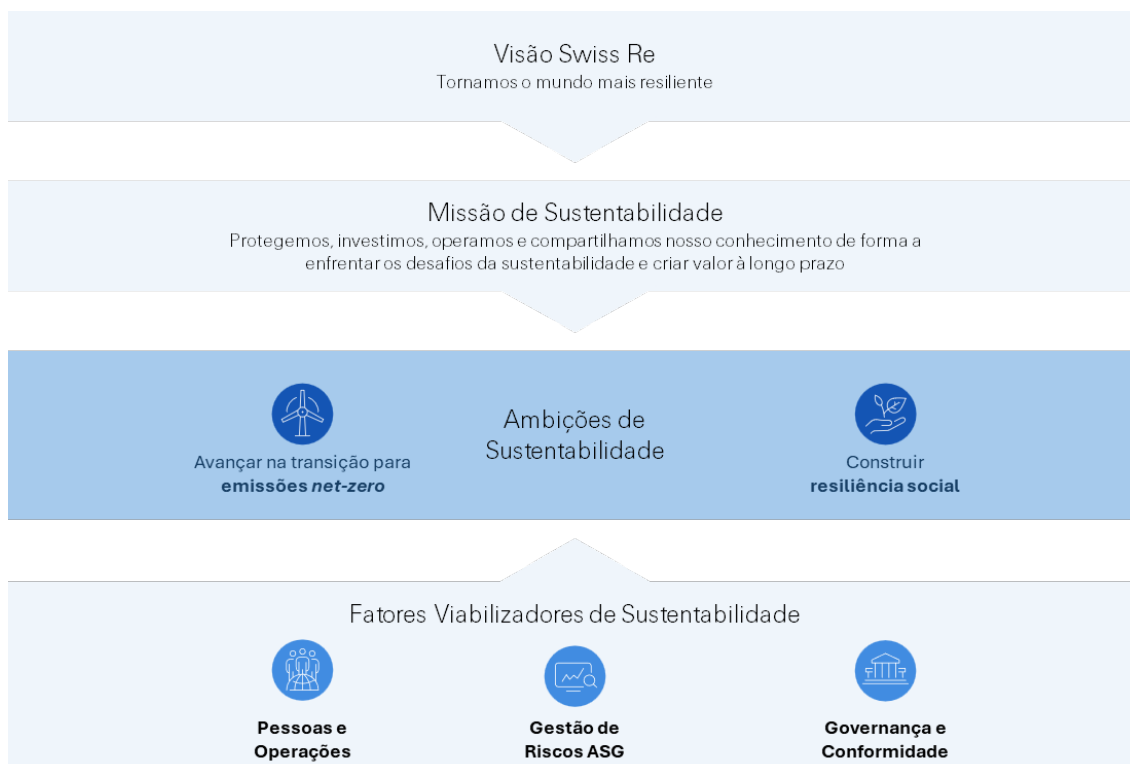 Visão Swiss Re
Tornamos o mundo mais resiliente
Missão de Sustentabilidade
Protegemos, investimos, operamos e compartilhamos nosso conhecimento de forma a
enfrentar os desafios da sustentabilidade e criar valor à longo prazo
Ambições de
Sustentabilidade
Avançar na transição para
emissões net-zero
Construir
resiliência social
Fatores Viabilizadores de Sustentabilidade
Pessoas e
Operações
Gestão de
Riscos ASG
Governança e
Conformidade